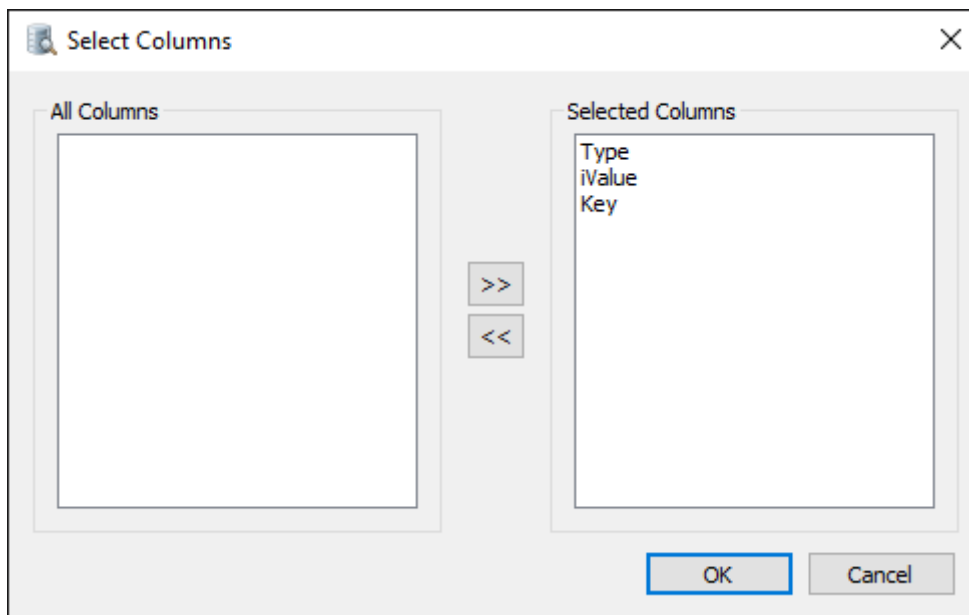 Select Columns
All Columns
Selected Columns
Type
iValue
Key
>>
<<
OK
Cancel